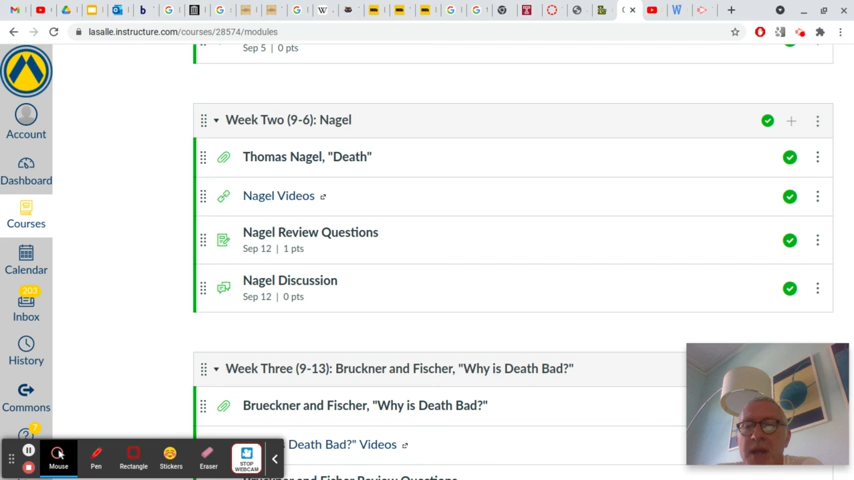 lasalle.instructure.com/courses/28574/modules
Sep 5 | 0 pts
Account
Dashboard
Courses
Calendar
203
Inbox
History
Commons
7
Week Two (9-6): Nagel
Thomas Nagel, "Death"
Nagel Videos
Nagel Review Questions
Sep 12 | 1 pts
Nagel Discussion
Sep 12 | 0 pts
Week Three (9-13): Bruckner and Fischer, "Why is Death Bad?"
Brueckner and Fischer, "Why is Death Bad?"
Death Bad?" Videos
Mouse
Pen
Rectangle
Stickers
Eraser
STOP
WEBCAM